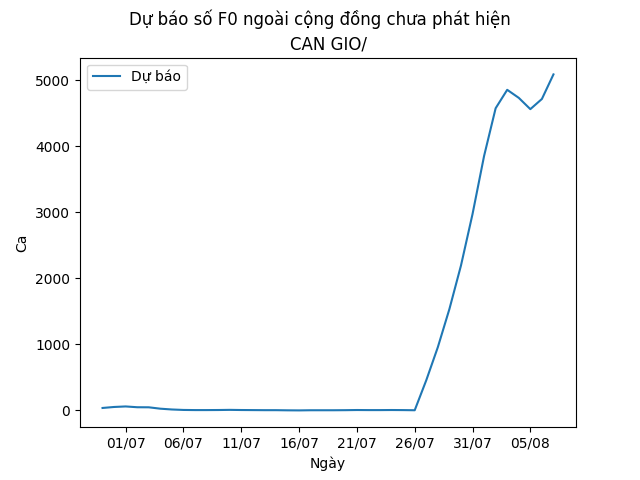 Dự báo số F0 ngoài cộng đồng chưa phát hiện
CAN GIO/
Dự báo
5000
4000
3000
2000
1000
0
Ca
01/07 06/07 11/07 16/07 21/07 26/07 31/07 05/08
Ngày